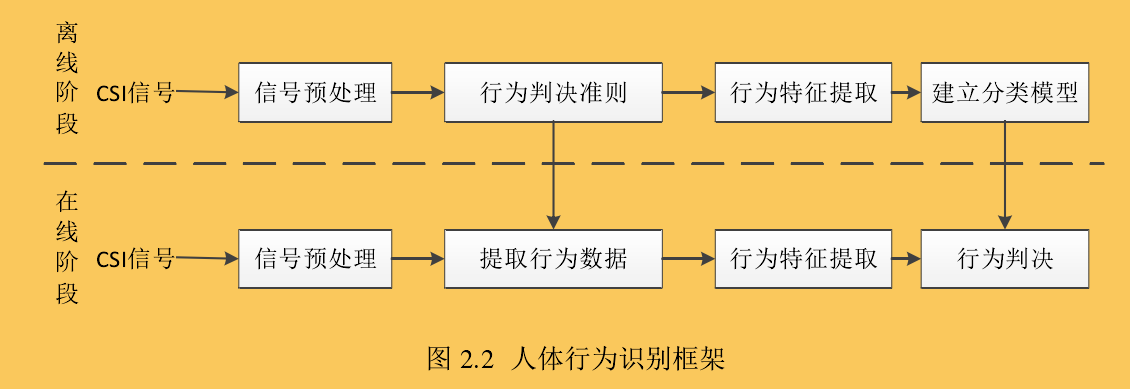 离线阶段
CSI信号
信号预处理
行为判决准则
行为特征提取
建立分类模型
在线阶段
CSI信号
信号预处理
提取行为数据
行为特征提取
行为判决
图 2.2 人体行为识别框架